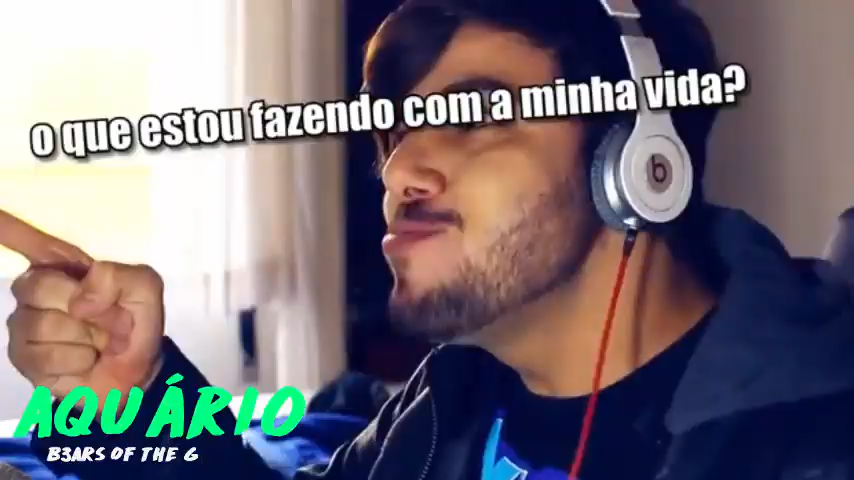 o que estou fazendo com a minha vida?
b
AQUÁRIO
B3ARS OF THE G